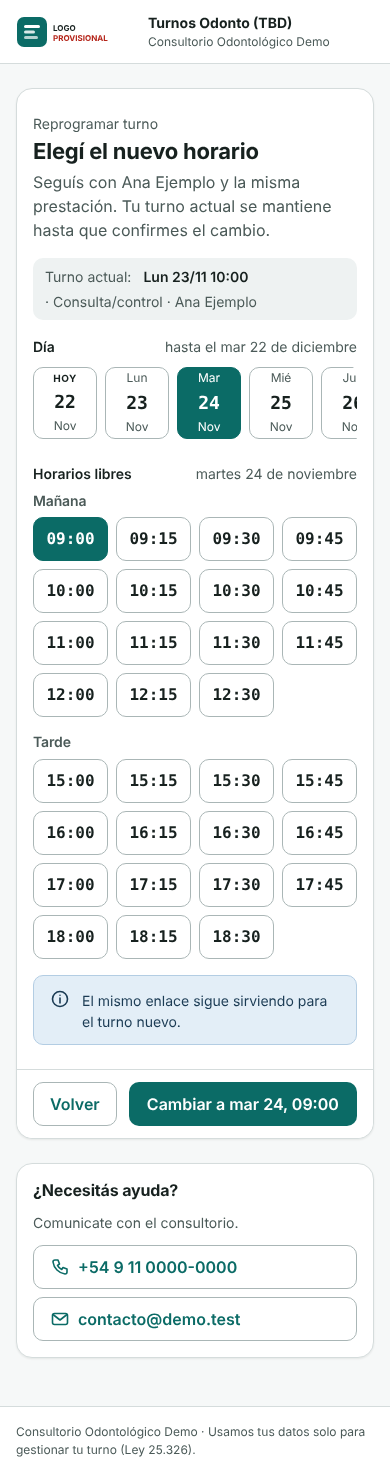 LOGO
PROVISIONAL
Turnos Odonto (TBD)
Consultorio Odontológico Demo
Reprogramar turno
Elegí el nuevo horario
Seguís con Ana Ejemplo y la misma
prestación. Tu turno actual se mantiene
hasta que confirmes el cambio.
Turno actual: Lun 23/11 10:00
· Consulta/control · Ana Ejemplo
Día hasta el mar 22 de diciembre
HOY Lun Mar Mié Ju
22 23 24 25
Nov Nov Nov Nov No
Horarios libres martes 24 de noviembre
Mañana
09:00 09:15 09:30 09:45
10:00 10:15 10:30 10:45
11:00 11:15 11:30 11:45
12:00 12:15 12:30
Tarde
15:00 15:15 15:30 15:45
16:00 16:15 16:30 16:45
17:00 17:15 17:30 17:45
18:00 18:15 18:30
El mismo enlace sigue sirviendo para
el turno nuevo.
Volver Cambiar a mar 24, 09:00
¿Necesitás ayuda?
Comunicate con el consultorio.
+54 9 11 0000-0000
contacto@demo.test
Consultorio Odontológico Demo · Usamos tus datos solo para
gestionar tu turno (Ley 25.326).